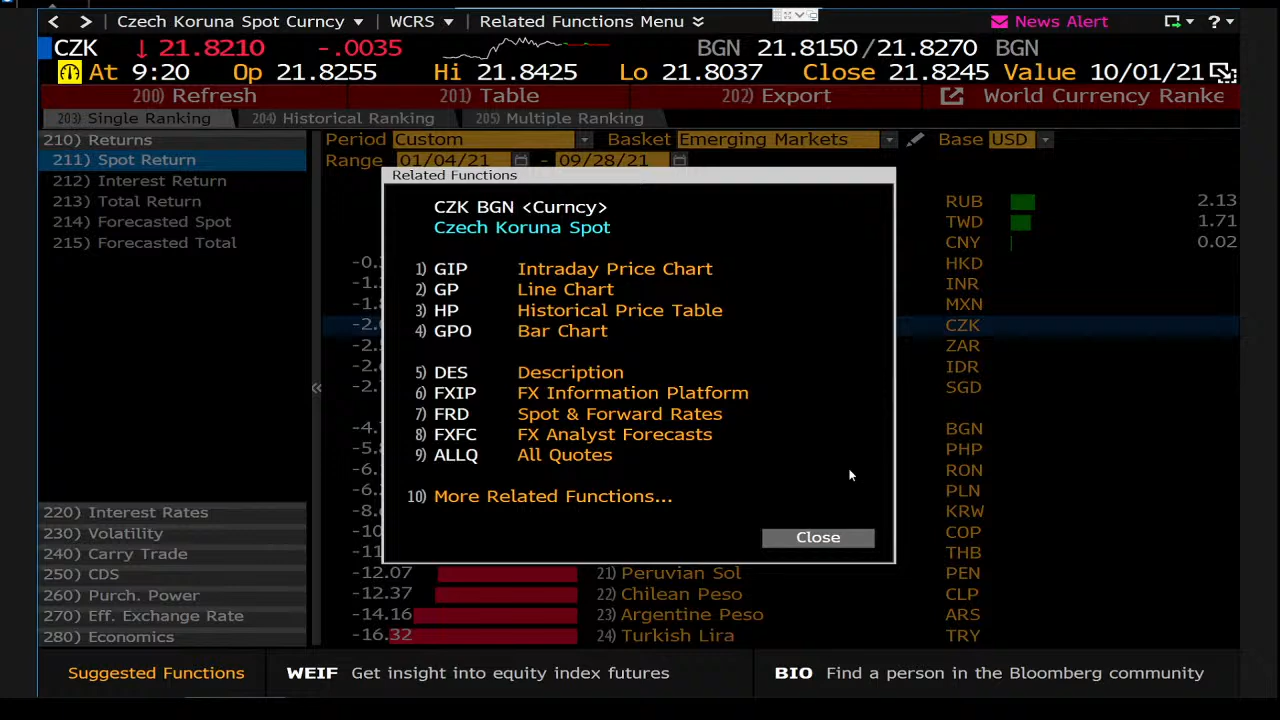 Czech Koruna Spot Curncy WCRS Related Functions Menu News Alert ?
CZK ↓ 21.8210 -.0035 BGN 21.8150/21.8270 BGN
At 9:20 Op 21.8255 Hi 21.8425 Lo 21.8037 Close 21.8245 Value 10/01/21
200) Refresh 201) Table 202) Export World Currency Ranke
203) Single Ranking 204) Historical Ranking 205) Multiple Ranking
210) Returns
211) Spot Return
212) Interest Return
213) Total Return
214) Forecasted Spot
215) Forecasted Total
220) Interest Rates
230) Volatility
240) Carry Trade
250) CDS
260) Purch. Power
270) Eff. Exchange Rate
280) Economics
Period Custom Basket Emerging Markets Base USD
Range 01/04/21 - 09/28/21
Related Functions
CZK BGN <Curncy>
Czech Koruna Spot
1) GIP Intraday Price Chart
2) GP Line Chart
3) HP Historical Price Table
4) GPO Bar Chart
5) DES Description
6) FXIP FX Information Platform
7) FRD Spot & Forward Rates
8) FXFC FX Analyst Forecasts
9) ALLQ All Quotes
10) More Related Functions...
Close
RUB 2.13
TWD 1.71
CNY 0.02
HKD
INR
MXN
CZK
ZAR
IDR
SGD
BGN
PHP
RON
PLN
KRW
COP
THB
-12.07 21) Peruvian Sol PEN
-12.37 22) Chilean Peso CLP
-14.16 23) Argentine Peso ARS
-16.32 24) Turkish Lira TRY
Suggested Functions WEIF Get insight into equity index futures BIO Find a person in the Bloomberg community